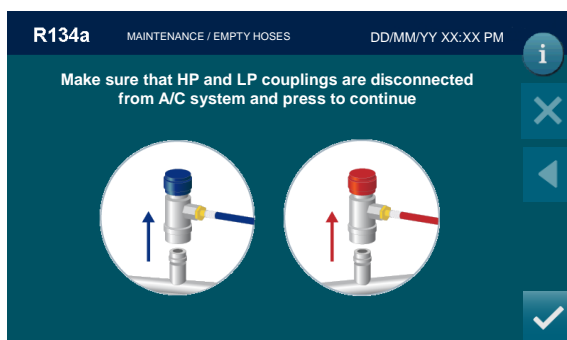 R134a MAINTENANCE / EMPTY HOSES DD/MM/YY XX:XX PM
i
Make sure that HP and LP couplings are disconnected
from A/C system and press to continue